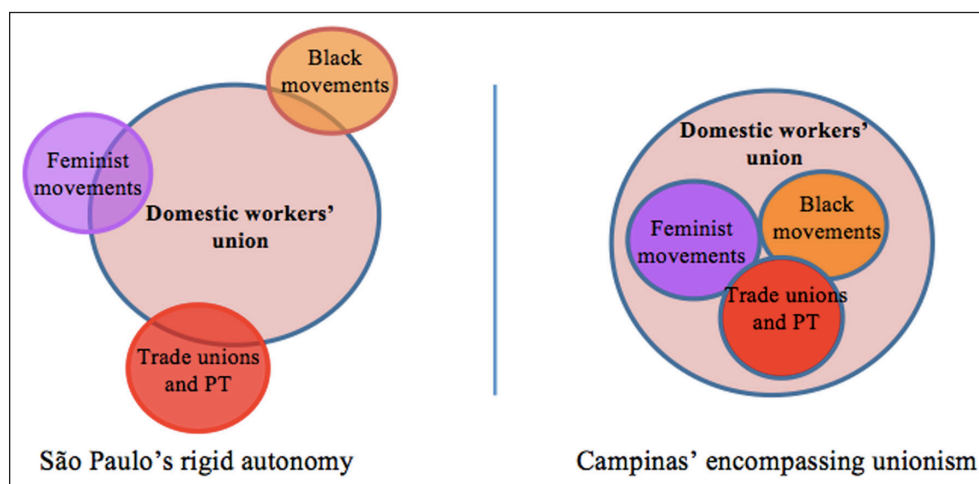 Black
movements
Feminist
movements
Domestic workers'
union
Trade unions
and PT
São Paulo's rigid autonomy
Domestic workers'
union
Feminist
movements
Black
movements
Trade unions
and PT
Campinas' encompassing unionism